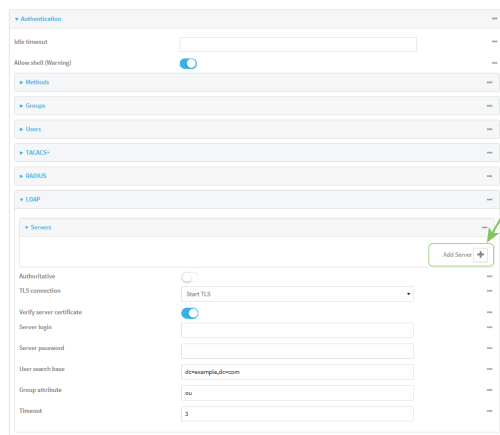 ▾ Authentication
Idle timeout
Allow shell (Warning)
▸ Methods
▸ Groups
▸ Users
▸ TACACS+
▸ RADIUS
▾ LDAP
▾ Servers
Add Server +
Authoritative
TLS connection Start TLS
Verify server certificate
Server login
Server password
User search base dc=example,dc=com
Group attribute ou
Timeout 3